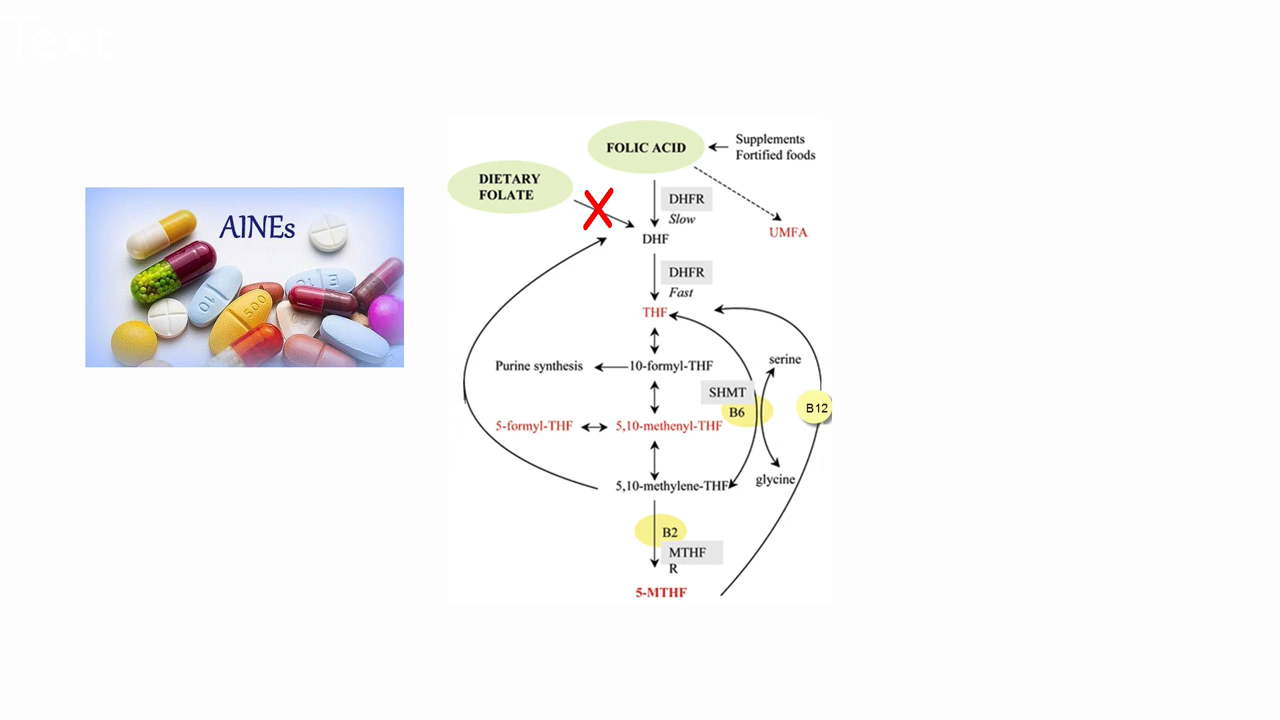 Text
AINEs
FOLIC ACID
Supplements
Fortified foods
DIETARY
FOLATE
DHFR
Slow
DHF
UMFA
DHFR
Fast
THF
Purine synthesis
10-formyl-THF
serine
SHMT
B6
B12
5-formyl-THF
5,10-methenyl-THF
5,10-methylene-THF
glycine
B2
MTHF
R
5-MTHF